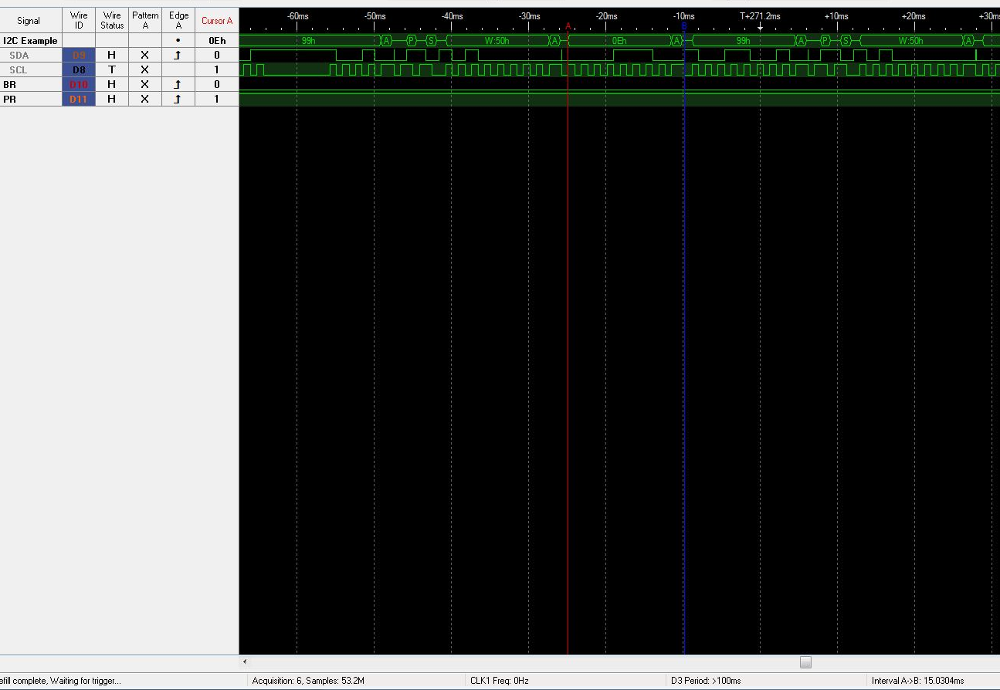 Signal Wire ID Wire Status Pattern A Edge A Cursor A -60ms -50ms -40ms -30ms -20ms -10ms T+271.2ms +10ms +20ms +30ms
A B
I2C Example • 0Eh 99h A P S W:50h A 0Eh A 99h A P S W:50h A
SDA D9 H X 0
SCL D8 T X 1
BR D10 H X 0
PR D11 H X 1
efill complete, Waiting for trigger... Acquisition: 6, Samples: 53.2M CLK1 Freq: 0Hz D3 Period: >100ms Interval A->B: 15.0304ms